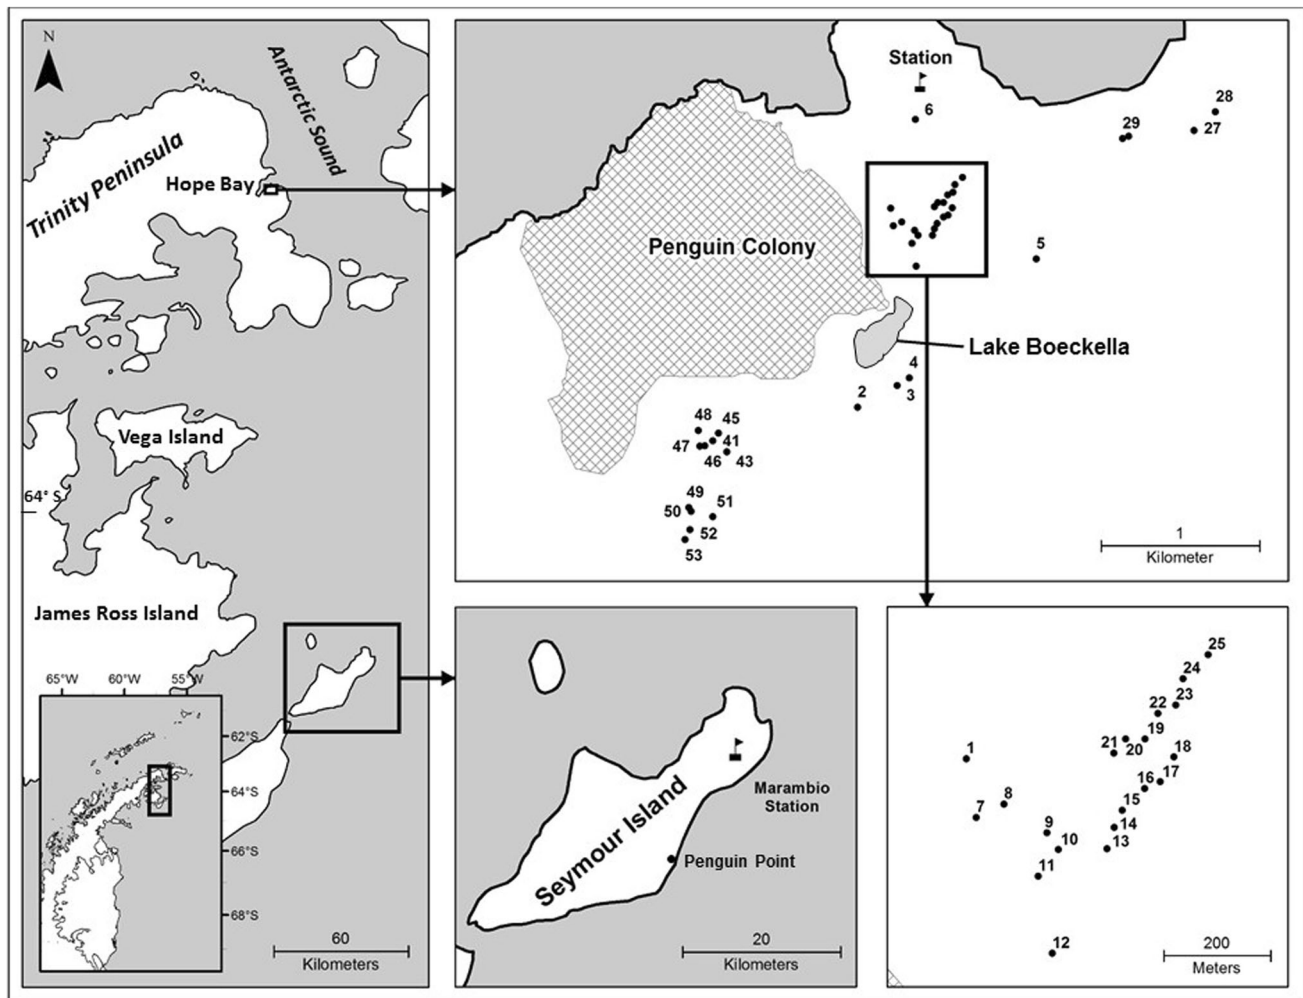 N
Antarctic Sound
Trinity Peninsula
Hope Bay
Vega Island
64° S
James Ross Island
65°W 60°W 55°W
62°S
64°S
66°S
68°S
60
Kilometers
Station
6
28
29
27
5
Penguin Colony
Lake Boeckella
4
2
3
48 45
47 41
46 43
49
50 51
52
53
1
Kilometer
Marambio
Station
Seymour Island
Penguin Point
20
Kilometers
25
24
23
22
21 20 19
18
1
17
16
8
15
7
14
9
13
10
11
12
200
Meters